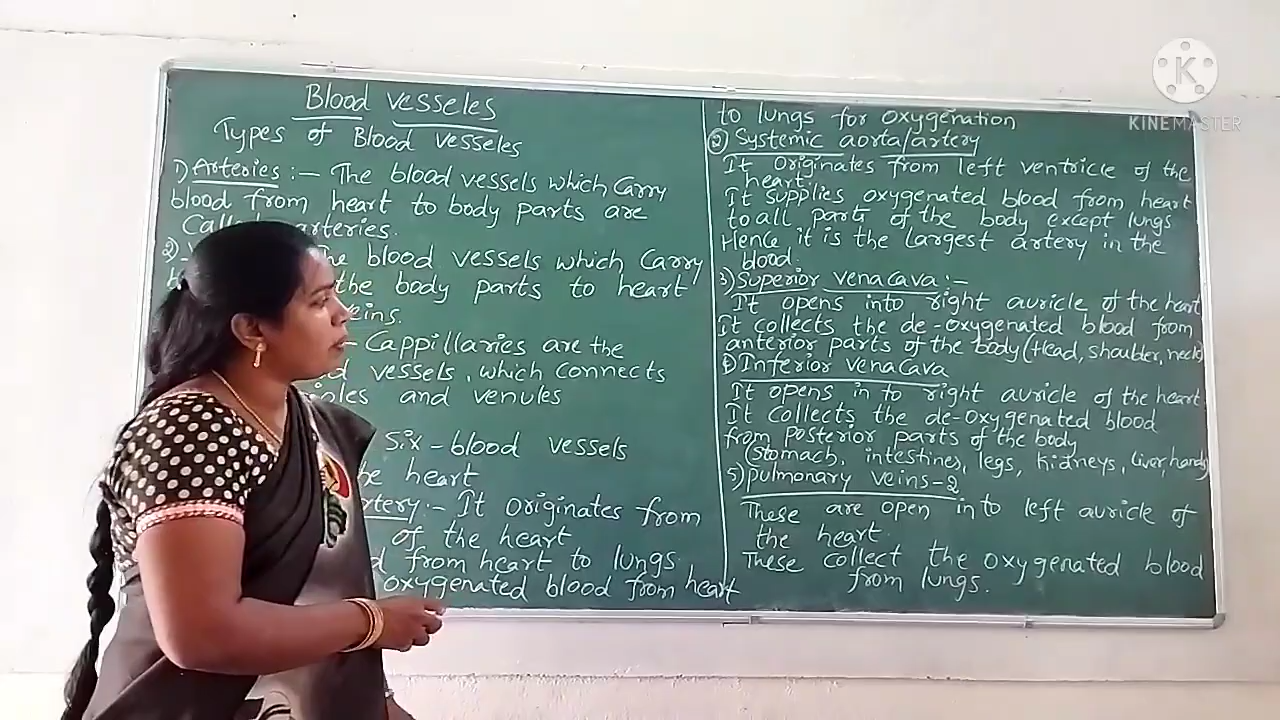 Blood vesseles
Types of Blood vesseles
1) Arteries :- The blood vessels which carry
blood from heart to body parts are
Called arteries.
2) The blood vessels which carry
the body parts to heart
veins.
- Cappillaries are the
vessels, which connects
and venules
Six - blood vessels
the heart
Artery :- It originates from
of the heart
from heart to lungs
oxygenated blood from heart
to lungs for oxygenation
2) Systemic aorta/artery
It originates from left ventricle of the
heart.
It supplies oxygenated blood from heart
to all parts of the body except lungs
Hence it is the largest artery in the
blood.
3) Superior venacava :-
It opens into right auricle of the heart
It collects the de-oxygenated blood from
anterior parts of the body (Head, shoulder, neck)
Inferior venacava
It opens in to right auricle of the heart
It collects the de-oxygenated blood
from posterior parts of the body
(stomach, intestines, legs, kidneys, liver, hands)
5) pulmonary veins-2
These are open into left auricle of
the heart.
These collect the oxygenated blood
from lungs.
KINEMASTER